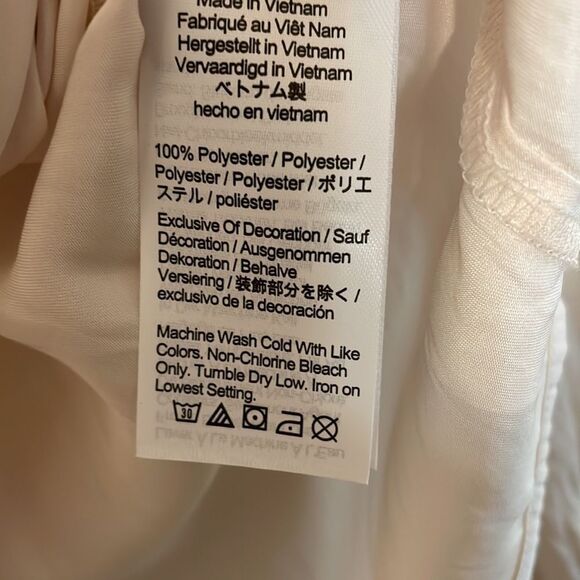 Made in Vietnam
Fabriqué au Viêt Nam
Hergestellt in Vietnam
Vervaardigd in Vietnam
ベトナム製
hecho en vietnam
100% Polyester / Polyester /
Polyester / Polyester / ポリエ
ステル / poliéster
Exclusive Of Decoration / Sauf
Décoration / Ausgenommen
Dekoration / Behalve
Versiering / 装飾部分を除く /
exclusivo de la decoración
Machine Wash Cold With Like
Colors. Non-Chlorine Bleach
Only. Tumble Dry Low. Iron on
Lowest Setting.
30